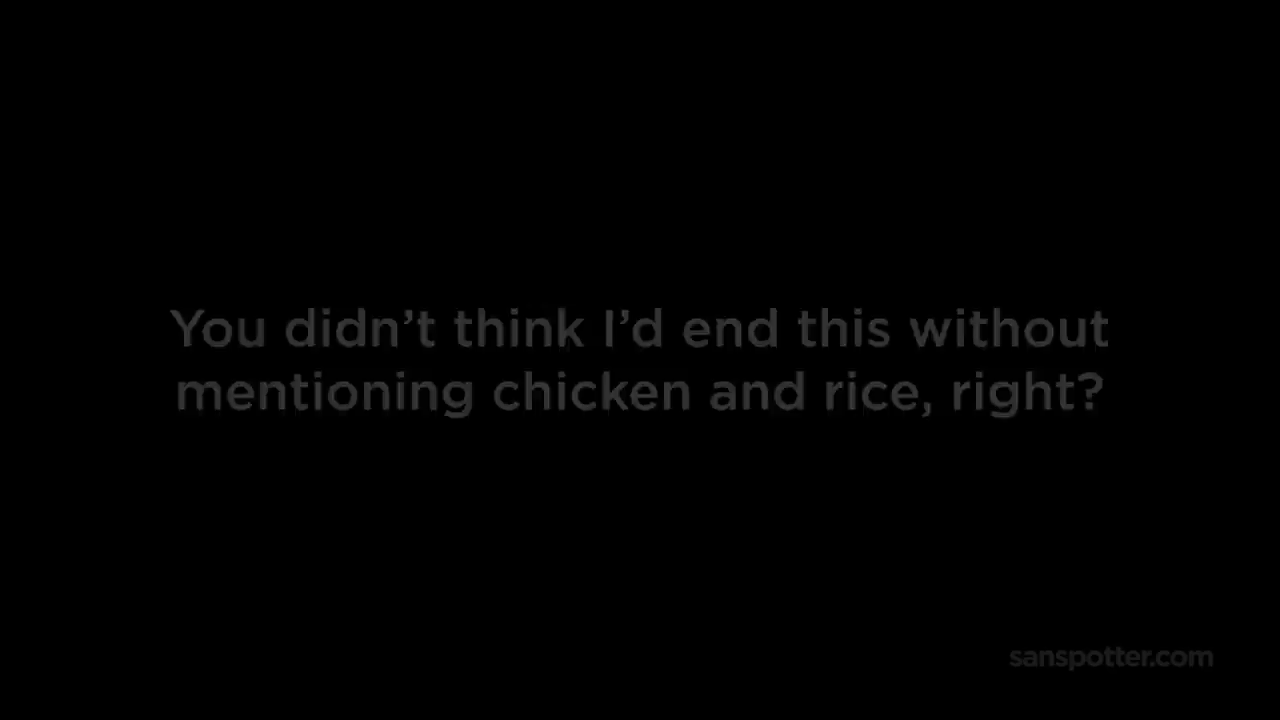 You didn’t think I’d end this without
mentioning chicken and rice, right?
sanspotter.com